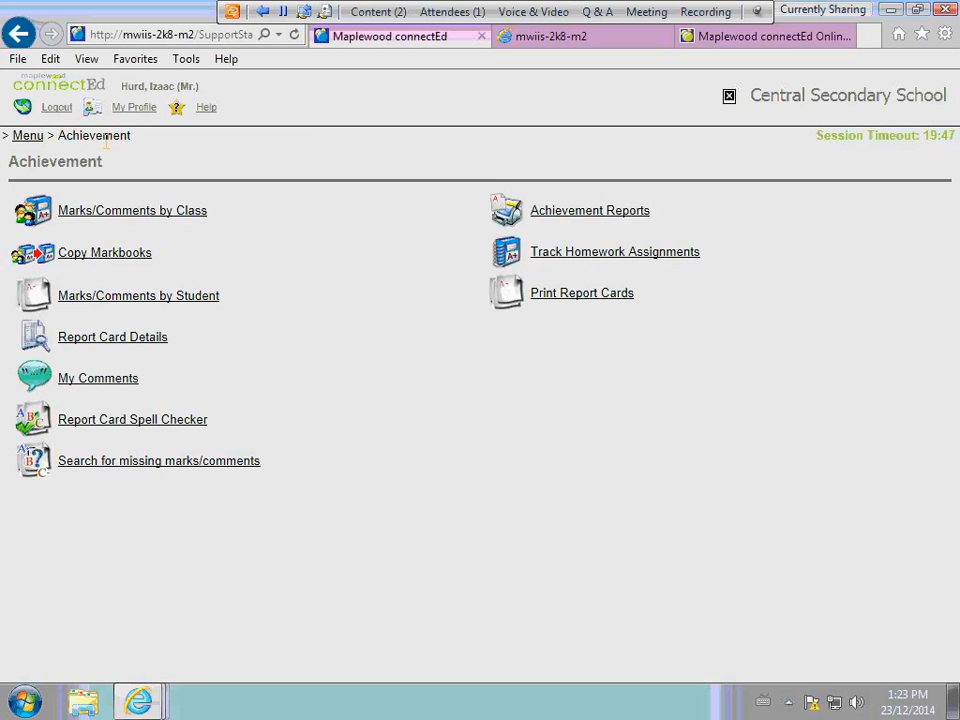 Content (2) Attendees (1) Voice & Video Q & A Meeting Recording Currently Sharing
http://mwiis-2k8-m2/SupportSta Maplewood connectEd mwiis-2k8-m2 Maplewood connectEd Onlin...
File Edit View Favorites Tools Help
maplewood
connectEd Hurd, Izaac (Mr.)
Central Secondary School
Logout My Profile Help
> Menu > Achievement Session Timeout: 19:47
Achievement
Marks/Comments by Class Achievement Reports
Copy Markbooks Track Homework Assignments
Marks/Comments by Student Print Report Cards
Report Card Details
My Comments
Report Card Spell Checker
Search for missing marks/comments
1:23 PM
23/12/2014